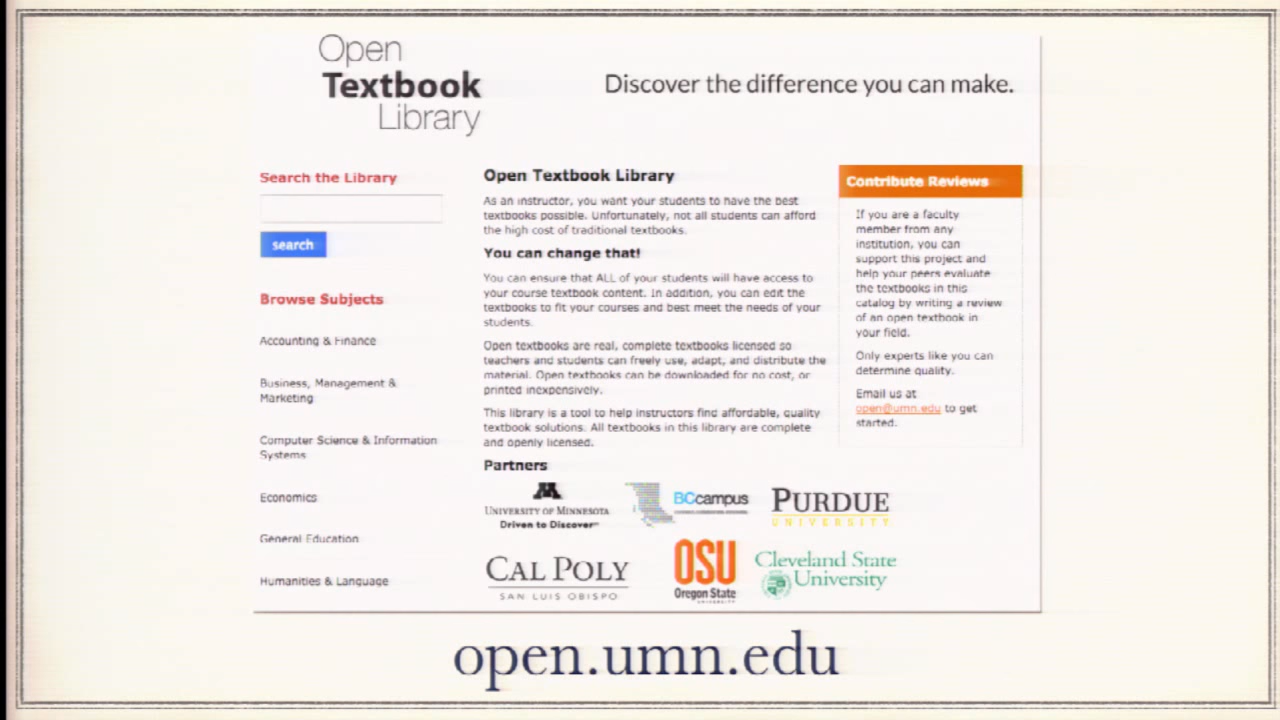 Open
Textbook
Library
Discover the difference you can make.
Search the Library
search
Browse Subjects
Accounting & Finance
Business, Management &
Marketing
Computer Science & Information
Systems
Economics
General Education
Humanities & Language
Open Textbook Library
As an instructor, you want your students to have the best
textbooks possible. Unfortunately, not all students can afford
the high cost of traditional textbooks.
You can change that!
You can ensure that ALL of your students will have access to
your course textbook content. In addition, you can edit the
textbooks to fit your courses and best meet the needs of your
students.
Open textbooks are real, complete textbooks licensed so
teachers and students can freely use, adapt, and distribute the
material. Open textbooks can be downloaded for no cost, or
printed inexpensively.
This library is a tool to help instructors find affordable, quality
textbook solutions. All textbooks in this library are complete
and openly licensed.
Partners
UNIVERSITY OF MINNESOTA
Driven to Discover℠
BCcampus
PURDUE
UNIVERSITY
CAL POLY
SAN LUIS OBISPO
OSU
Oregon State
UNIVERSITY
Cleveland State
University
Contribute Reviews
If you are a faculty
member from any
institution, you can
support this project and
help your peers evaluate
the textbooks in this
catalog by writing a review
of an open textbook in
your field.
Only experts like you can
determine quality.
Email us at
open@umn.edu to get
started.
open.umn.edu